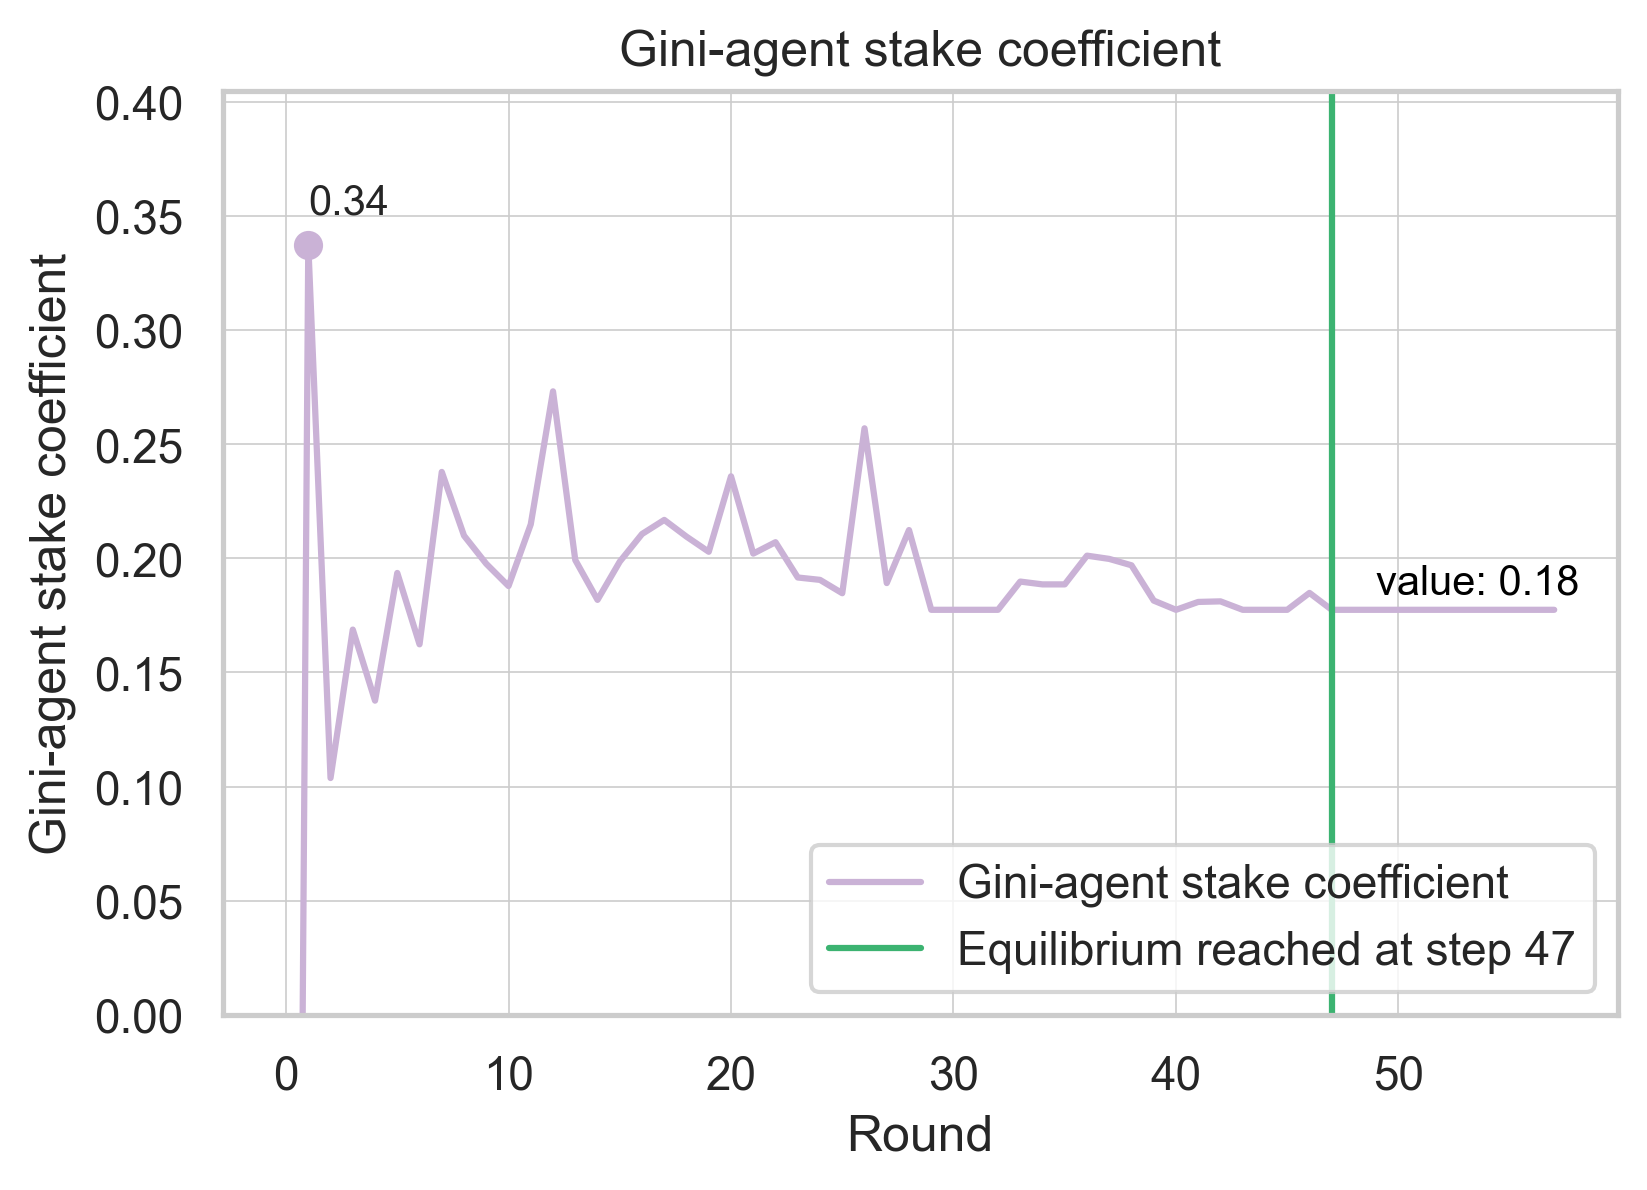 Gini-agent stake coefficient
Gini-agent stake coefficient
0.40
0.35
0.30
0.25
0.20
0.15
0.10
0.05
0.00
0.34
value: 0.18
Gini-agent stake coefficient
Equilibrium reached at step 47
0 10 20 30 40 50
Round